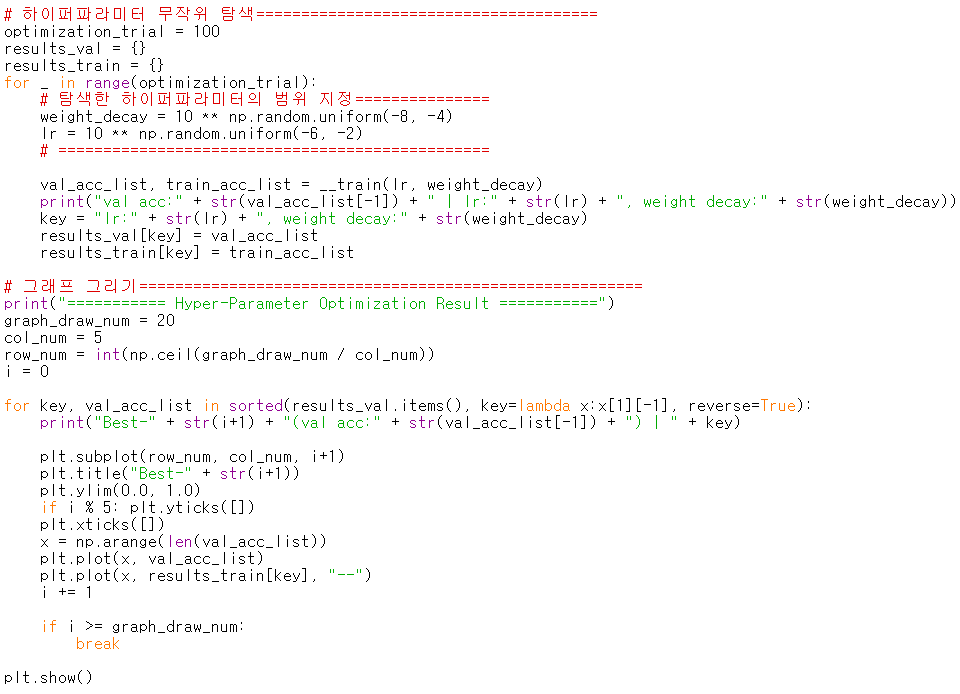 # 하이퍼파라미터 무작위 탐색======================================
optimization_trial = 100
results_val = {}
results_train = {}
for _ in range(optimization_trial):
    # 탐색한 하이퍼파라미터의 범위 지정===============
    weight_decay = 10 ** np.random.uniform(-8, -4)
    lr = 10 ** np.random.uniform(-6, -2)
    # ================================================

    val_acc_list, train_acc_list = __train(lr, weight_decay)
    print("val acc:" + str(val_acc_list[-1]) + " | lr:" + str(lr) + ", weight decay:" + str(weight_decay))
    key = "lr:" + str(lr) + ", weight decay:" + str(weight_decay)
    results_val[key] = val_acc_list
    results_train[key] = train_acc_list

# 그래프 그리기========================================================
print("=========== Hyper-Parameter Optimization Result ===========")
graph_draw_num = 20
col_num = 5
row_num = int(np.ceil(graph_draw_num / col_num))
i = 0

for key, val_acc_list in sorted(results_val.items(), key=lambda x:x[1][-1], reverse=True):
    print("Best-" + str(i+1) + "(val acc:" + str(val_acc_list[-1]) + ") | " + key)

    plt.subplot(row_num, col_num, i+1)
    plt.title("Best-" + str(i+1))
    plt.ylim(0.0, 1.0)
    if i % 5: plt.yticks([])
    plt.xticks([])
    x = np.arange(len(val_acc_list))
    plt.plot(x, val_acc_list)
    plt.plot(x, results_train[key], "--")
    i += 1

    if i >= graph_draw_num:
        break

plt.show()